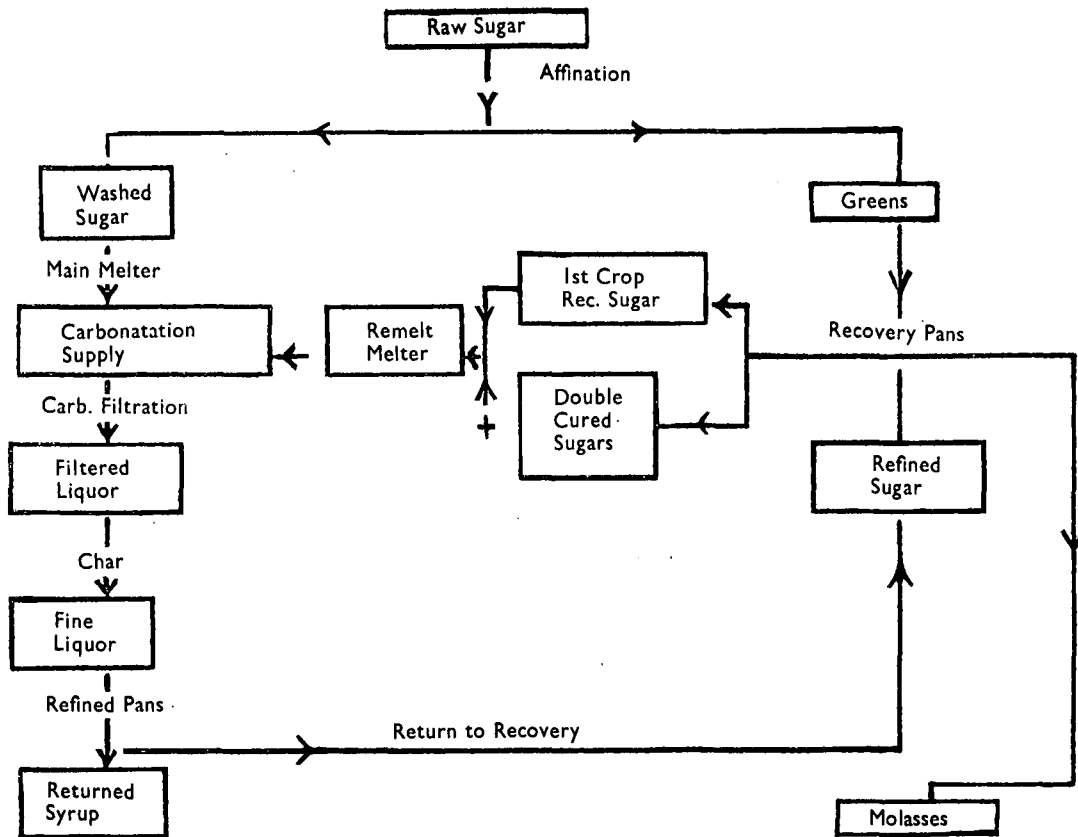 Raw Sugar
Affination
Washed
Sugar
Greens
Main Melter
1st Crop
Rec. Sugar
Carbonatation
Supply
Remelt
Melter
Recovery Pans
Carb. Filtration
Double
Cured
Sugars
+
Filtered
Liquor
Refined
Sugar
Char
Fine
Liquor
Refined Pans
Return to Recovery
Returned
Syrup
Molasses